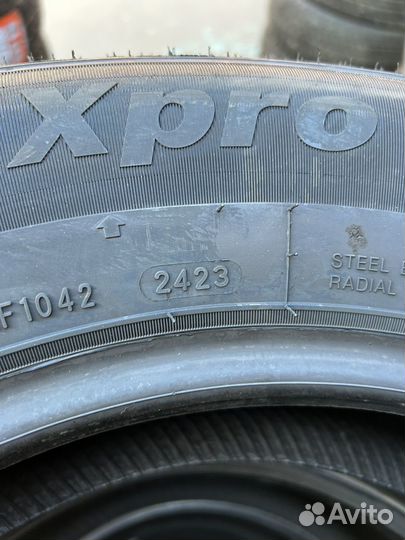 xpro
F1042
2423
STEEL
RADIAL
Avito